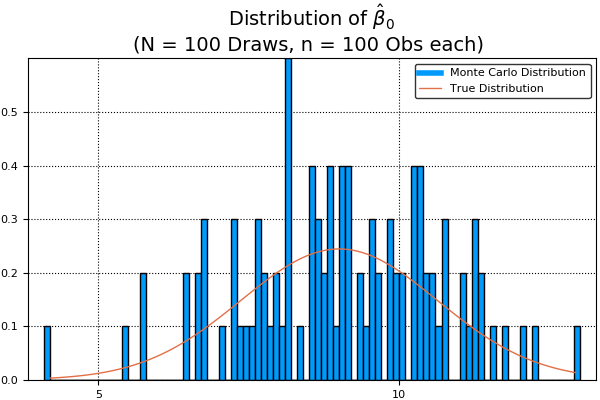 Distribution of β̂₀
(N = 100 Draws, n = 100 Obs each)
Monte Carlo Distribution
True Distribution
0.5
0.4
0.3
0.2
0.1
0.0
5 10